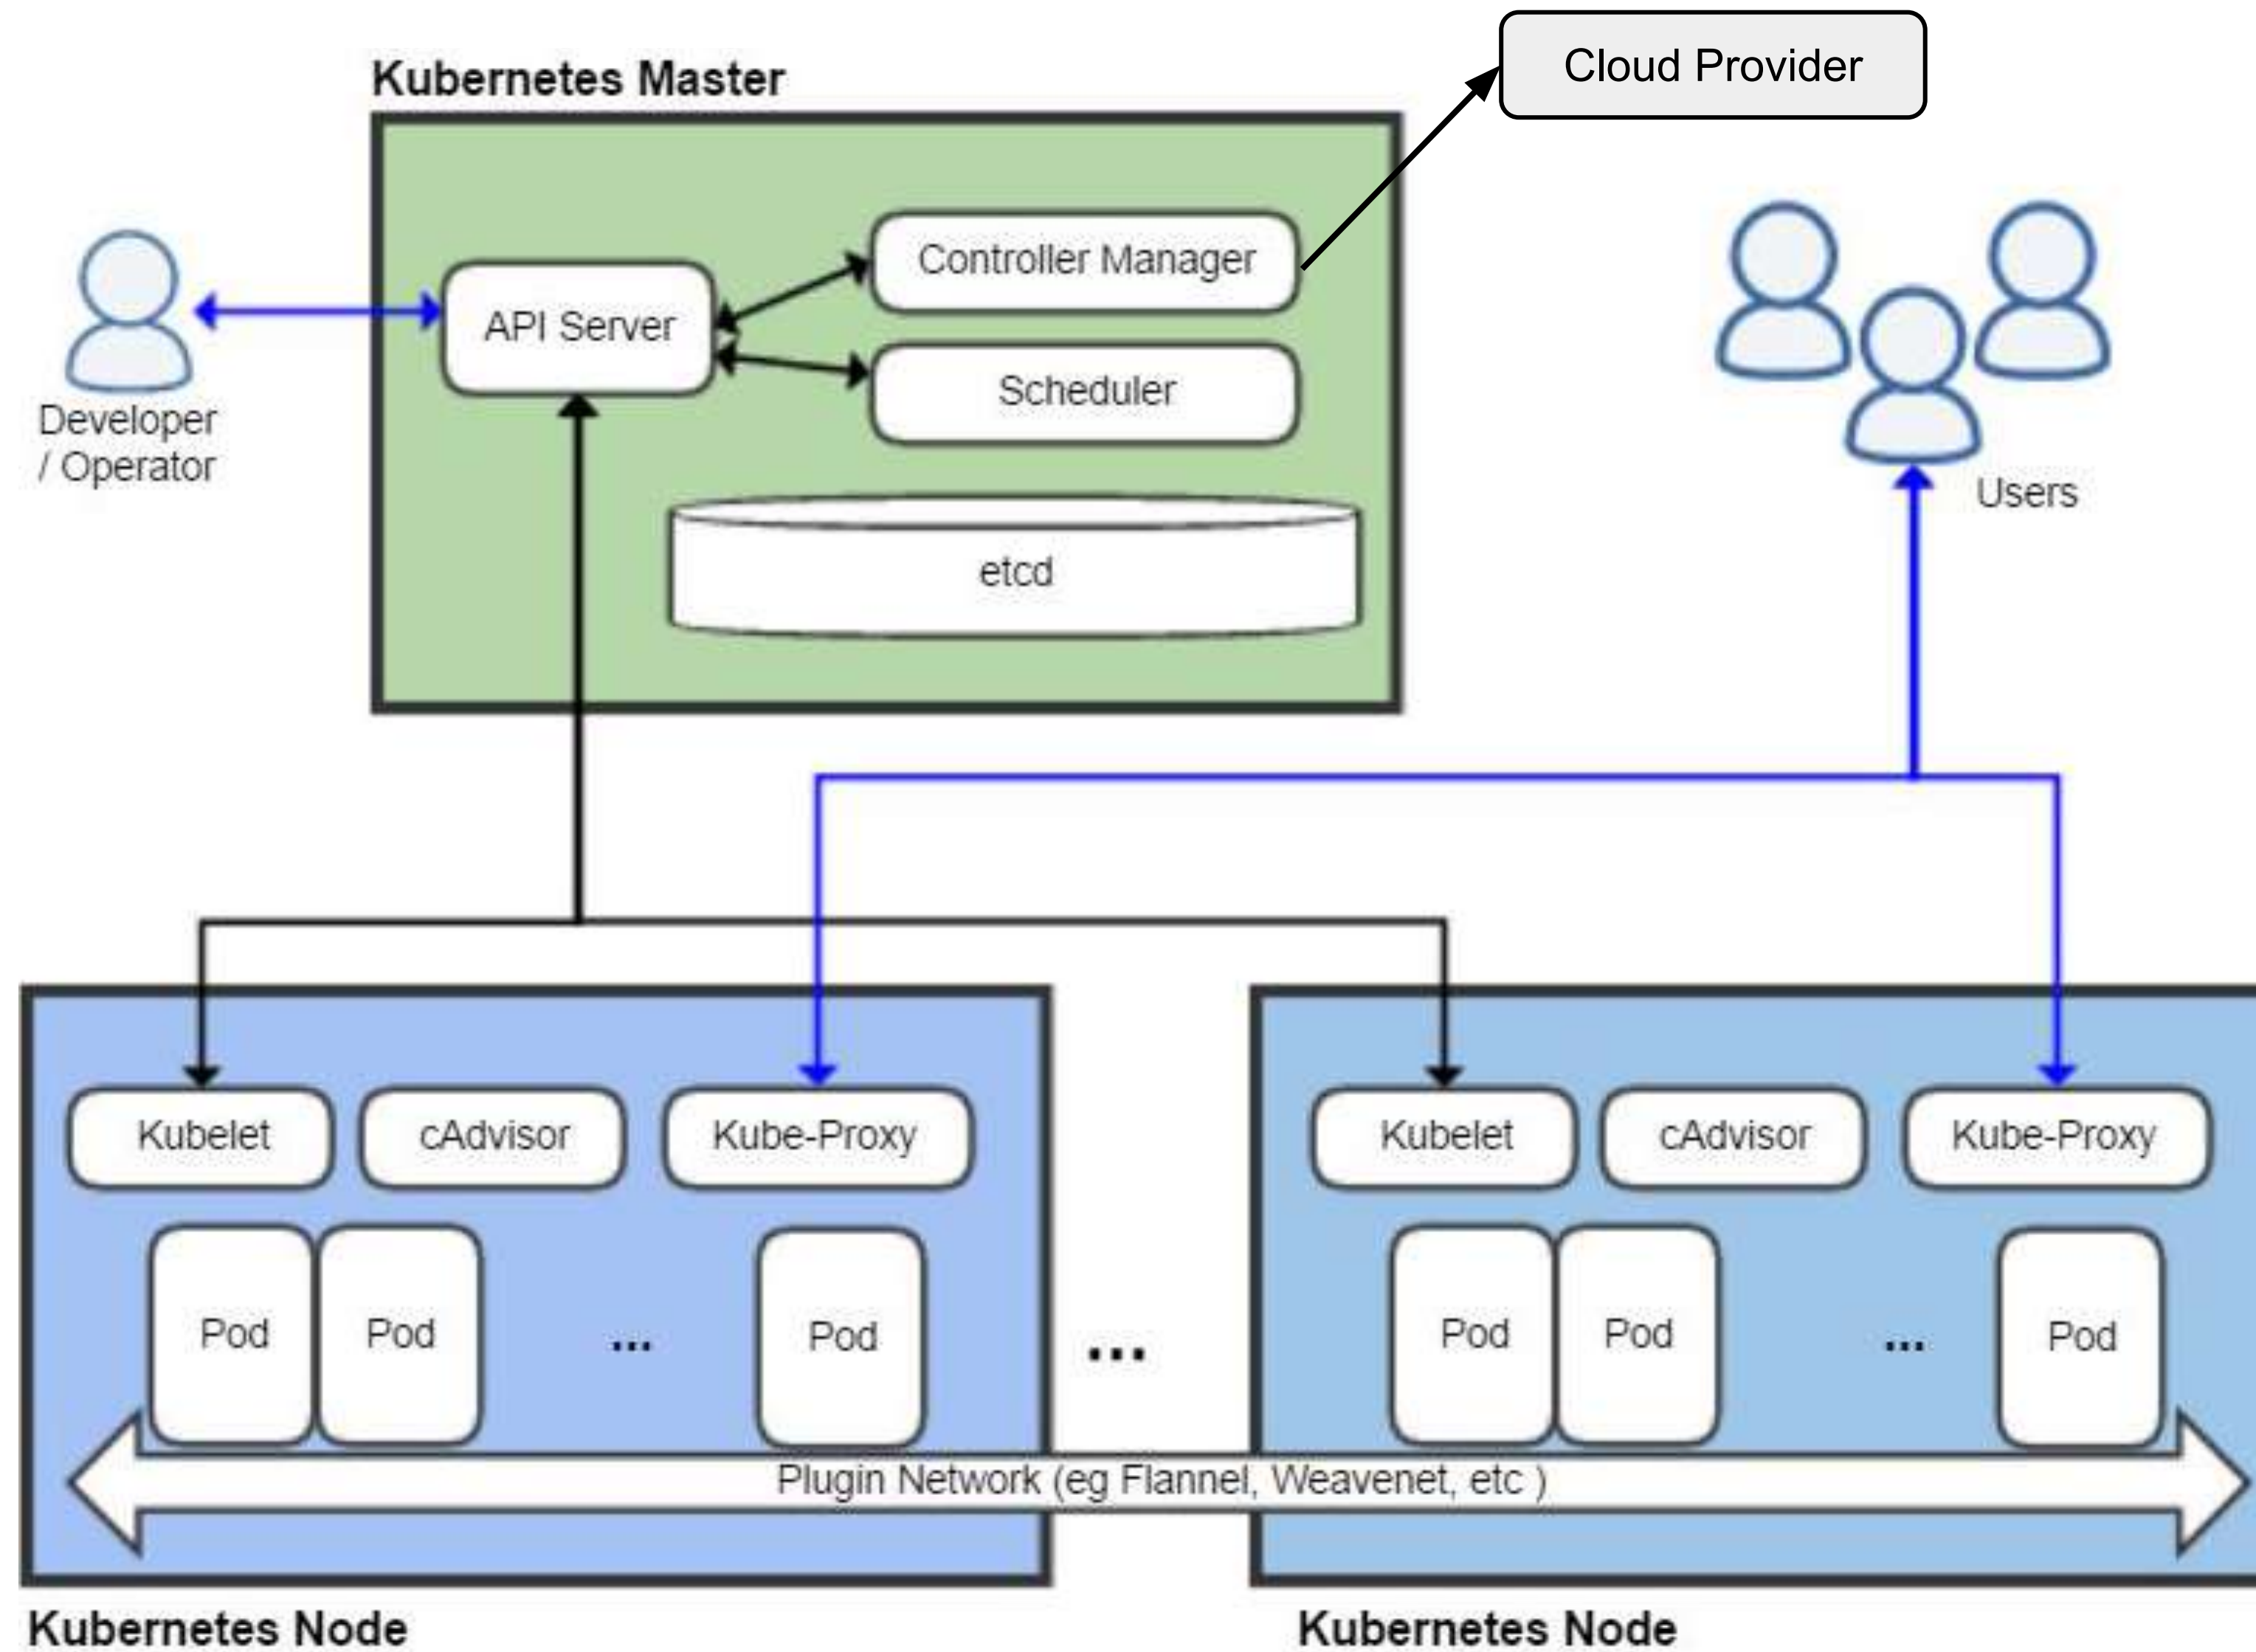 Cloud Provider
Kubernetes Master
Controller Manager
API Server
Scheduler
Developer
/ Operator
Users
etcd
Kubelet
cAdvisor
Kube-Proxy
Kubelet
cAdvisor
Kube-Proxy
Pod
Pod
...
Pod
...
Pod
Pod
...
Pod
Plugin Network (eg Flannel, Weavenet, etc )
Kubernetes Node
Kubernetes Node